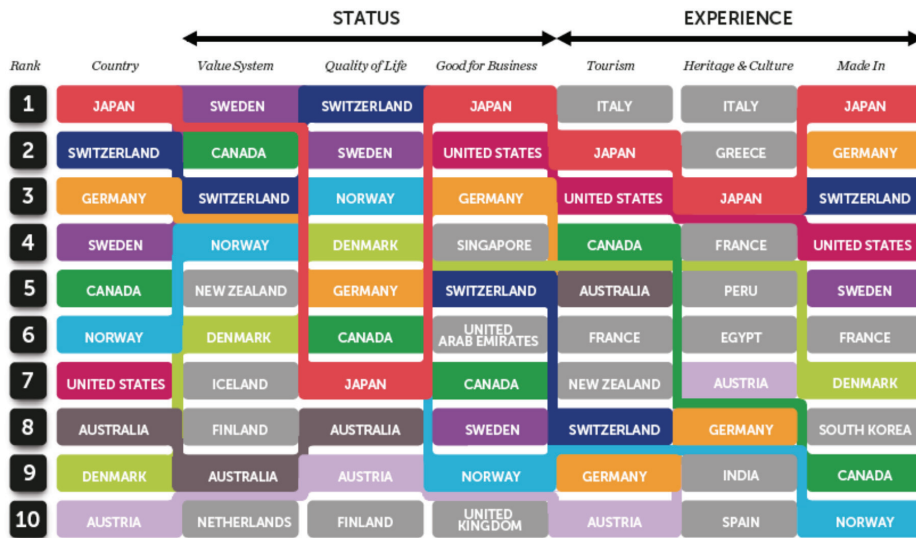 STATUS EXPERIENCE
Rank Country Value System Quality of Life Good for Business Tourism Heritage & Culture Made In
1 JAPAN SWEDEN SWITZERLAND JAPAN ITALY ITALY JAPAN
2 SWITZERLAND CANADA SWEDEN UNITED STATES JAPAN GREECE GERMANY
3 GERMANY SWITZERLAND NORWAY GERMANY UNITED STATES JAPAN SWITZERLAND
4 SWEDEN NORWAY DENMARK SINGAPORE CANADA FRANCE UNITED STATES
5 CANADA NEW ZEALAND GERMANY SWITZERLAND AUSTRALIA PERU SWEDEN
6 NORWAY DENMARK CANADA UNITED ARAB EMIRATES FRANCE EGYPT FRANCE
7 UNITED STATES ICELAND JAPAN CANADA NEW ZEALAND AUSTRIA DENMARK
8 AUSTRALIA FINLAND AUSTRALIA SWEDEN SWITZERLAND GERMANY SOUTH KOREA
9 DENMARK AUSTRALIA AUSTRIA NORWAY GERMANY INDIA CANADA
10 AUSTRIA NETHERLANDS FINLAND UNITED KINGDOM AUSTRIA SPAIN NORWAY